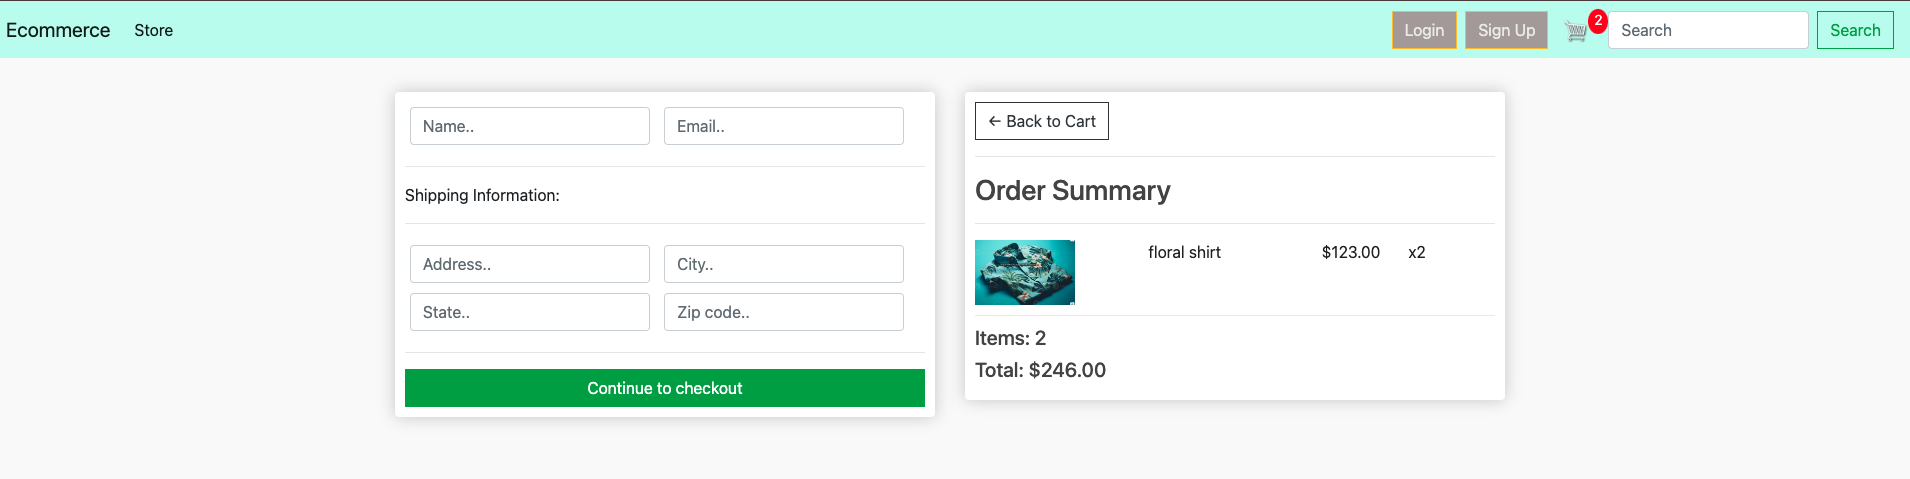 Ecommerce Store Login Sign Up 2 Search Search
Name.. Email..
Shipping Information:
Address.. City..
State.. Zip code..
Continue to checkout
← Back to Cart
Order Summary
floral shirt $123.00 x2
Items: 2
Total: $246.00